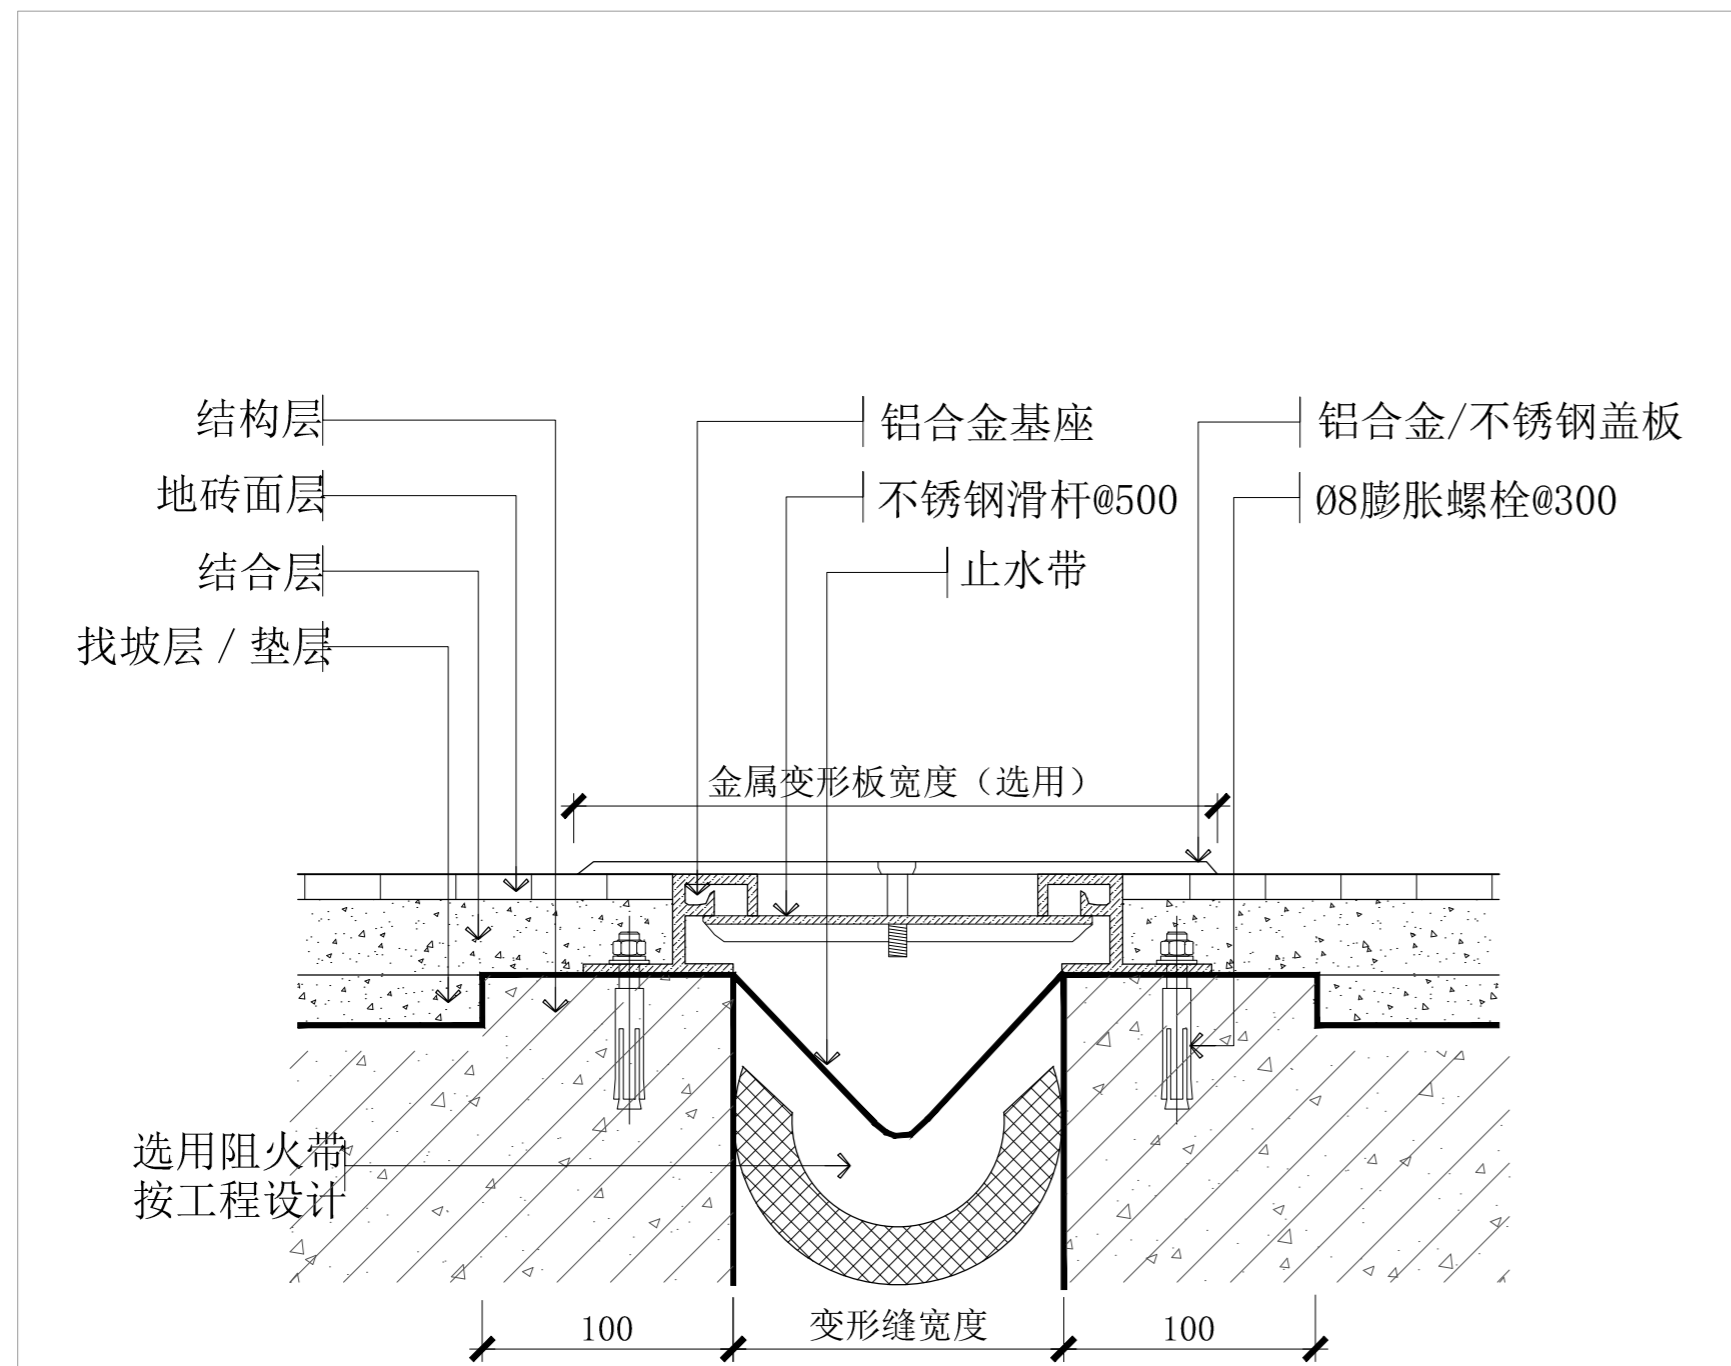 结构层
地砖面层
结合层
找坡层 / 垫层
铝合金基座
不锈钢滑杆@500
止水带
铝合金/不锈钢盖板
Ø8膨胀螺栓@300
金属变形板宽度（选用）
选用阻火带
按工程设计
100
变形缝宽度
100